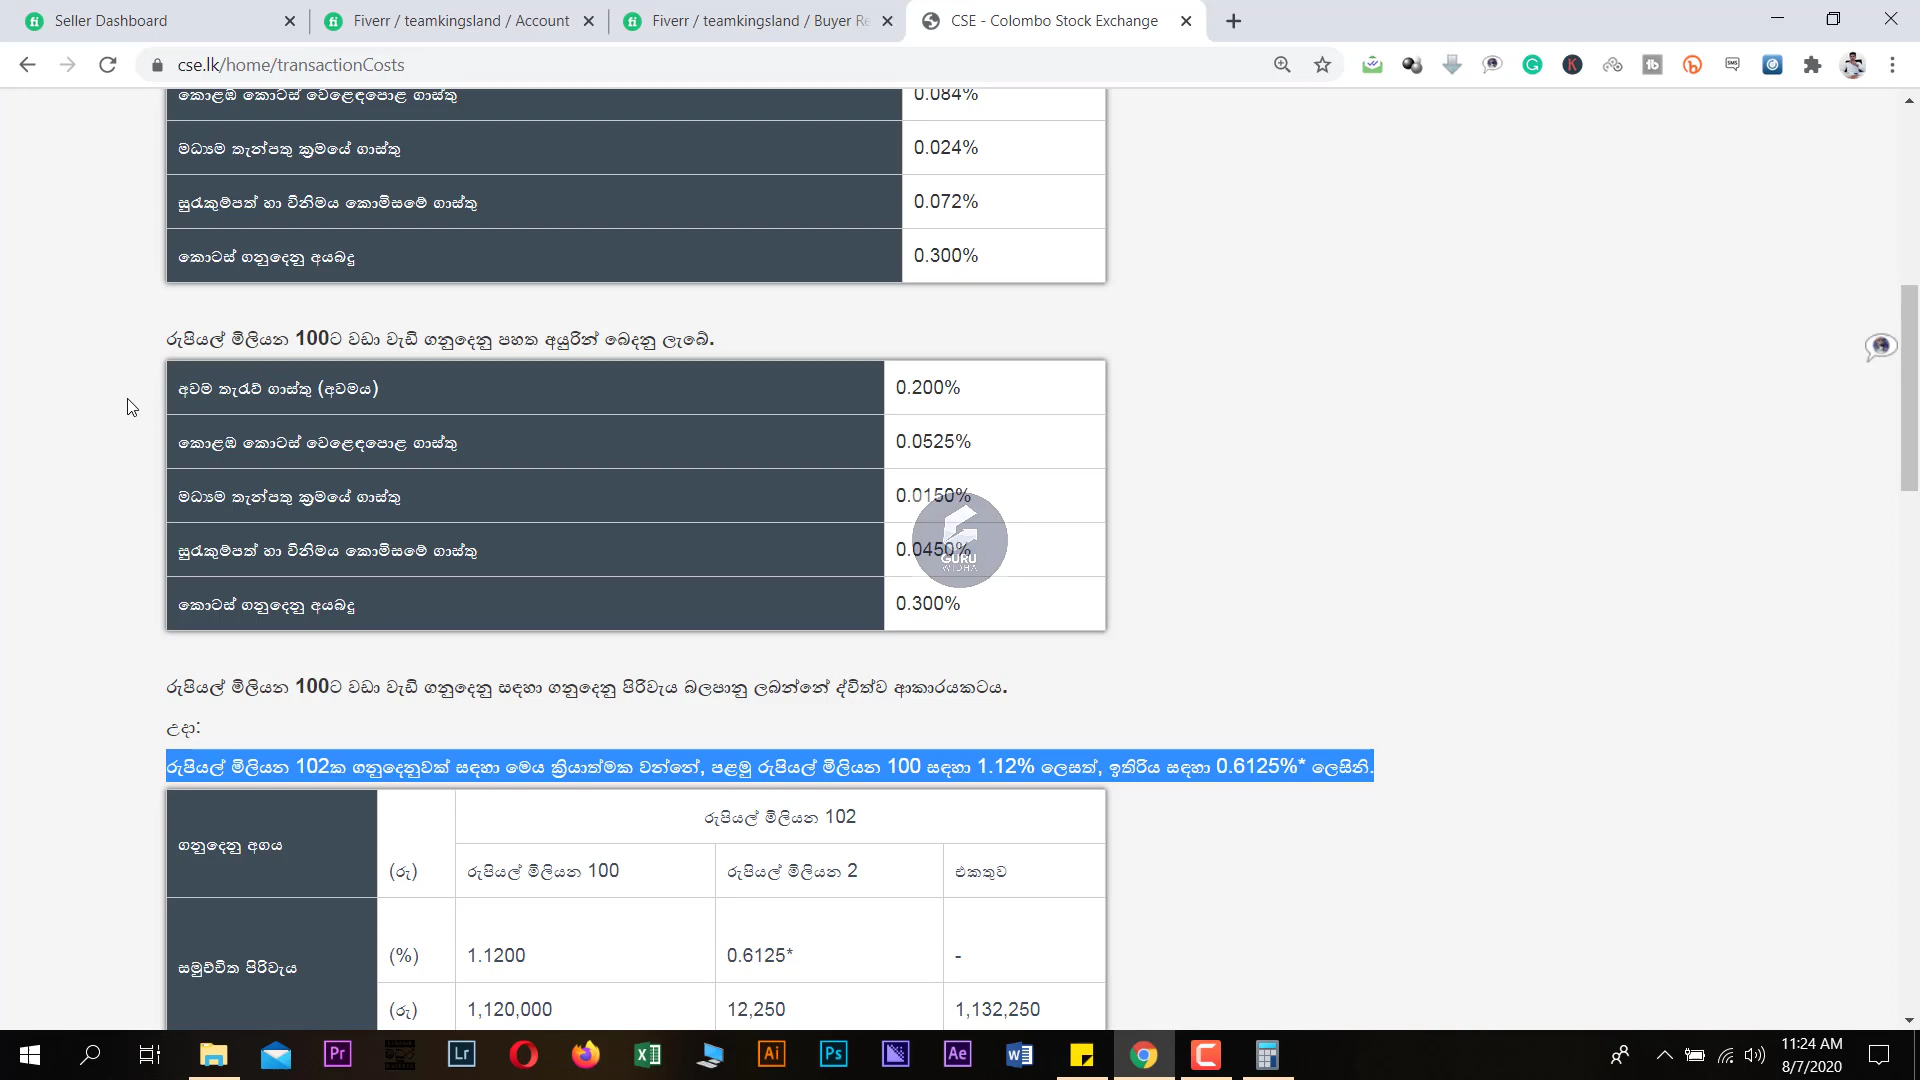 Seller Dashboard
Fiverr / teamkingsland / Account
Fiverr / teamkingsland / Buyer Re
CSE - Colombo Stock Exchange
cse.lk/home/transactionCosts
කොළඹ කොටස් වෙළෙඳපොළ ගාස්තු 0.084%
මධ්‍යම තැන්පතු ක්‍රමයේ ගාස්තු 0.024%
සුරැකුම්පත් හා විනිමය කොමිසමේ ගාස්තු 0.072%
කොටස් ගනුදෙනු අයබදු 0.300%
රුපියල් මිලියන 100ට වඩා වැඩි ගනුදෙනු පහත අයුරින් බෙදනු ලැබේ.
අවම තැරැව් ගාස්තු (අවමය) 0.200%
කොළඹ කොටස් වෙළෙඳපොළ ගාස්තු 0.0525%
මධ්‍යම තැන්පතු ක්‍රමයේ ගාස්තු 0.0150%
සුරැකුම්පත් හා විනිමය කොමිසමේ ගාස්තු 0.0450%
GURU
WIDHA
කොටස් ගනුදෙනු අයබදු 0.300%
රුපියල් මිලියන 100ට වඩා වැඩි ගනුදෙනු සඳහා ගනුදෙනු පිරිවැය බලපානු ලබන්නේ ද්විත්ව ආකාරයකටය.
උදා:
රුපියල් මිලියන 102ක ගනුදෙනුවක් සඳහා මෙය ක්‍රියාත්මක වන්නේ, පළමු රුපියල් මිලියන 100 සඳහා 1.12% ලෙසත්, ඉතිරිය සඳහා 0.6125%* ලෙසිනි.
රුපියල් මිලියන 102
ගනුදෙනු අගය
(රු) රුපියල් මිලියන 100 රුපියල් මිලියන 2 එකතුව
(%) 1.1200 0.6125* -
සමුච්චිත පිරිවැය
(රු) 1,120,000 12,250 1,132,250
11:24 AM
8/7/2020